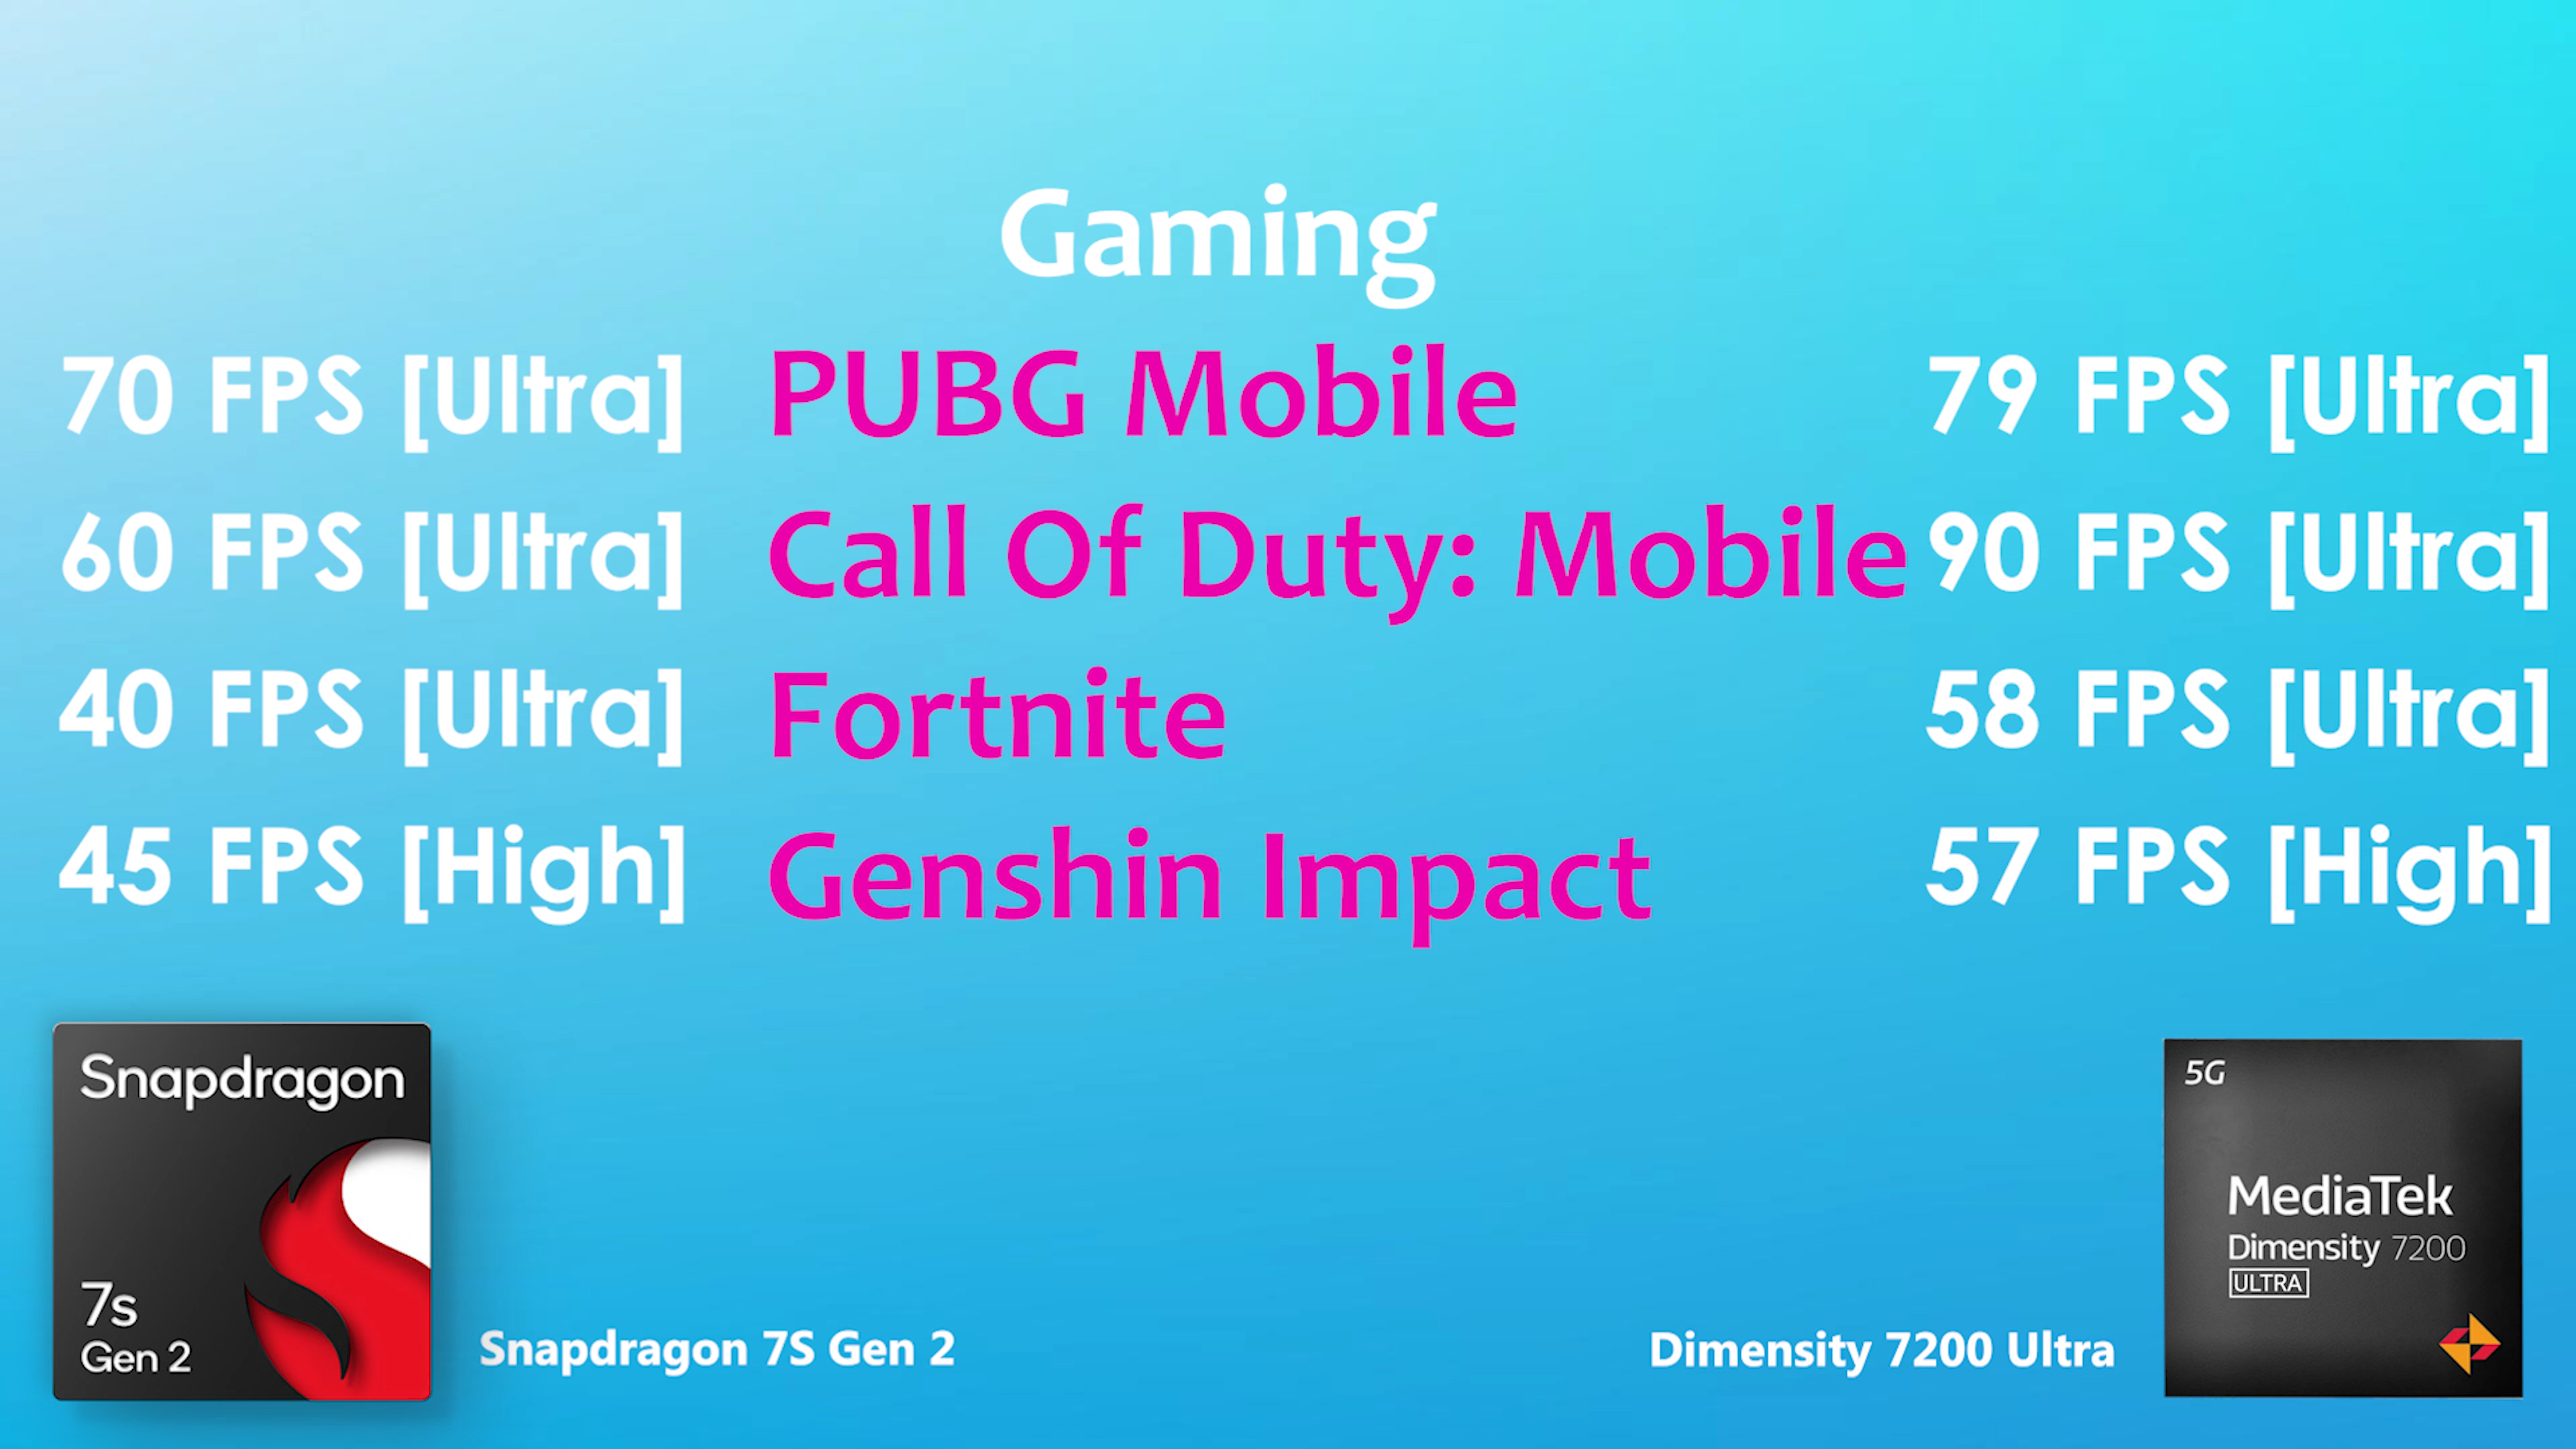 Gaming
70 FPS [Ultra] PUBG Mobile 79 FPS [Ultra]
60 FPS [Ultra] Call Of Duty: Mobile 90 FPS [Ultra]
40 FPS [Ultra] Fortnite 58 FPS [Ultra]
45 FPS [High] Genshin Impact 57 FPS [High]
Snapdragon
7s
Gen 2
Snapdragon 7S Gen 2
Dimensity 7200 Ultra
5G
MediaTek
Dimensity 7200
ULTRA